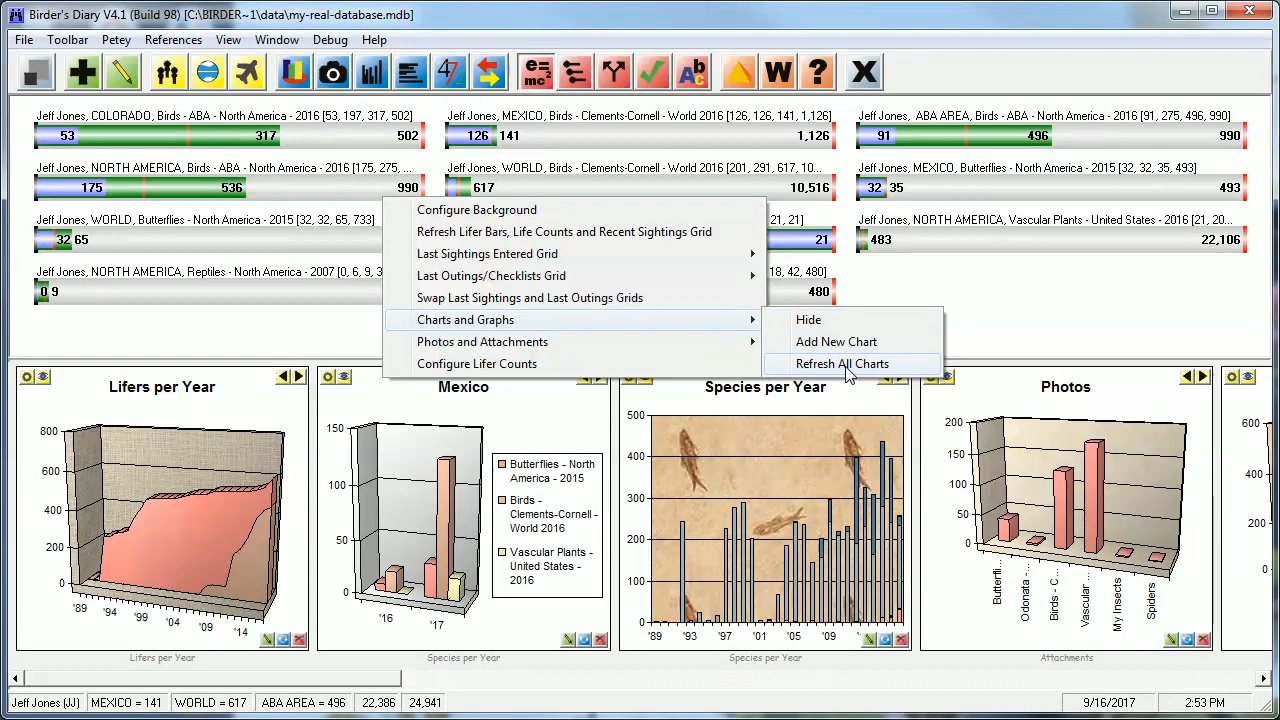 Birder's Diary V4.1 (Build 98) [C:\BIRDER~1\data\my-real-database.mdb]
File Toolbar Petey References View Window Debug Help
e= mc² 47 Abc W ? X
Jeff Jones, COLORADO, Birds - ABA - North America - 2016 [53, 197, 317, 502]
53 317 502
Jeff Jones, MEXICO, Birds - Clements-Cornell - World 2016 [126, 126, 141, 1,126]
126 141 1,126
Jeff Jones, ABA AREA, Birds - ABA - North America - 2016 [91, 275, 496, 990]
91 496 990
Jeff Jones, NORTH AMERICA, Birds - ABA - North America - 2016 [175, 275, ...
175 536 990
Jeff Jones, WORLD, Birds - Clements-Cornell - World 2016 [201, 291, 617, 10...
617 10,516
Jeff Jones, MEXICO, Butterflies - North America - 2015 [32, 32, 35, 493]
32 35 493
Jeff Jones, WORLD, Butterflies - North America - 2015 [32, 32, 65, 733]
32 65
21, 21]
21
Jeff Jones, NORTH AMERICA, Vascular Plants - United States - 2016 [21, 20...
483 22,106
Jeff Jones, NORTH AMERICA, Reptiles - North America - 2007 [0, 6, 9, 3
0 9
18, 42, 480]
480
Configure Background
Refresh Lifer Bars, Life Counts and Recent Sightings Grid
Last Sightings Entered Grid
Last Outings/Checklists Grid
Swap Last Sightings and Last Outings Grids
Charts and Graphs
Photos and Attachments
Configure Lifer Counts
Hide
Add New Chart
Refresh All Charts
Lifers per Year
800
600
400
200
0
'89 '94 '99 '04 '09 '14
Lifers per Year
Mexico
150
100
50
0
'16 '17
Butterflies - North
America - 2015
Birds -
Clements-Cornell -
World 2016
Vascular Plants -
United States -
2016
Species per Year
Species per Year
500
400
300
200
100
0
'89 '93 '97 '01 '05 '09
Species per Year
Photos
200
150
100
50
0
Butterfli...
Odonata - ...
Birds - C...
Vascular ...
My Insects
Spiders
Attachments
600
400
200
0
Jeff Jones (JJ) MEXICO = 141 WORLD = 617 ABA AREA = 496 22,386 24,941 9/16/2017 2:53 PM